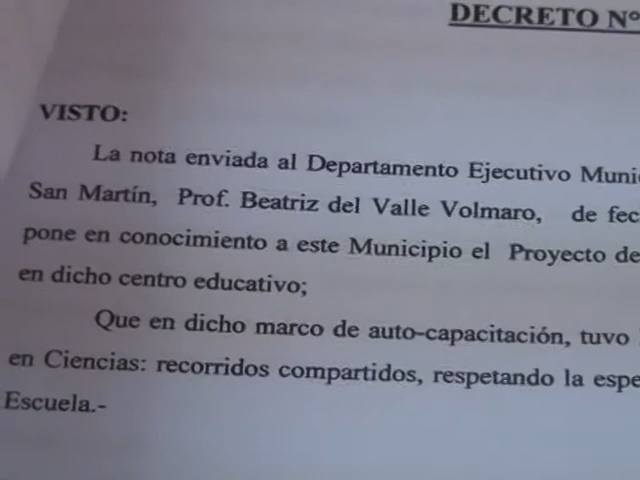 DECRETO Nº
VISTO:
La nota enviada al Departamento Ejecutivo Muni
San Martín, Prof. Beatriz del Valle Volmaro, de fec
pone en conocimiento a este Municipio el Proyecto de
en dicho centro educativo;
Que en dicho marco de auto-capacitación, tuvo
en Ciencias: recorridos compartidos, respetando la espe
Escuela.-